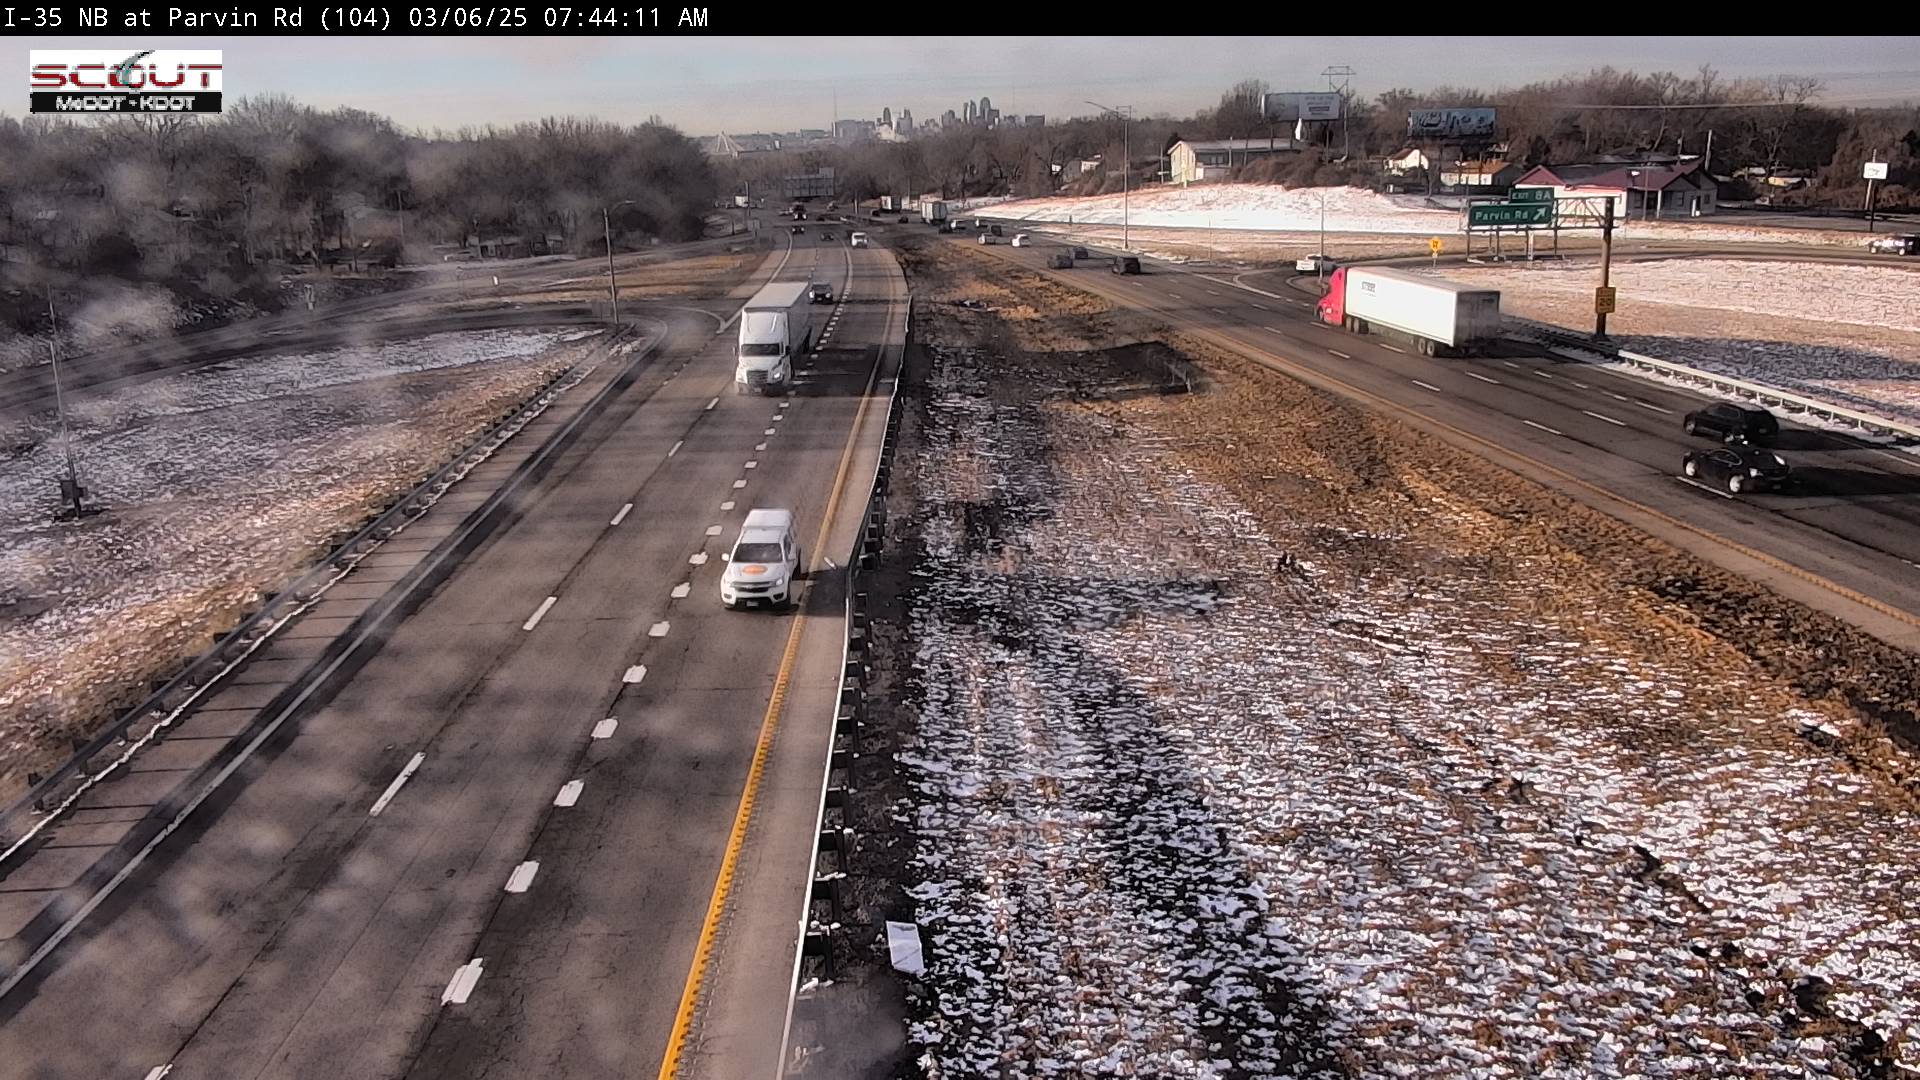 I-35 NB at Parvin Rd (104) 03/06/25 07:44:11 AM
SCOUT
MoDOT - KDOT
EXIT 8A
Parvin Rd